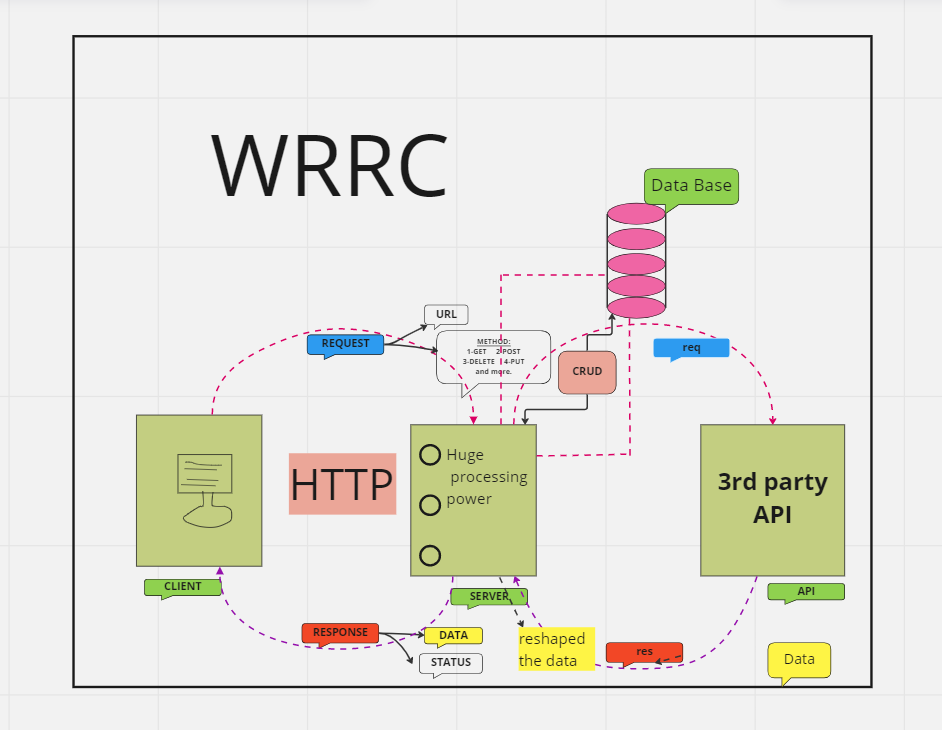 WRRC
Data Base
URL
REQUEST
METHOD:
1-GET 2-POST
3-DELETE 4-PUT
and more.
req
CRUD
HTTP
Huge
processing
power
3rd party
API
CLIENT
SERVER
API
RESPONSE
DATA
STATUS
reshaped
the data
res
Data